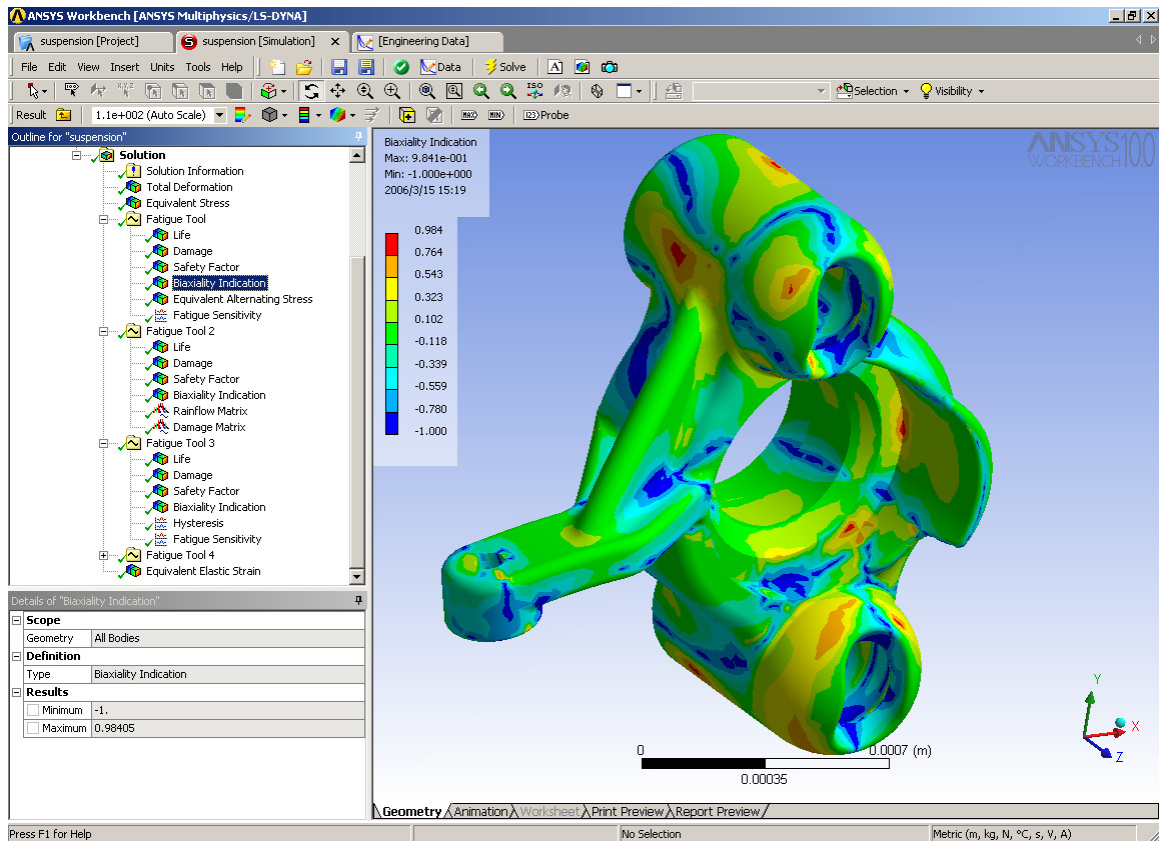 ANSYS Workbench [ANSYS Multiphysics/LS-DYNA]
suspension [Project] suspension [Simulation] × [Engineering Data]
File Edit View Insert Units Tools Help Data Solve A
ISO Selection Visibility
Result 1.1e+002 (Auto Scale) MAX MIN 123 Probe
Outline for "suspension"
Solution
Solution Information
Total Deformation
Equivalent Stress
Fatigue Tool
Life
Damage
Safety Factor
Biaxiality Indication
Equivalent Alternating Stress
Fatigue Sensitivity
Fatigue Tool 2
Life
Damage
Safety Factor
Biaxiality Indication
Rainflow Matrix
Damage Matrix
Fatigue Tool 3
Life
Damage
Safety Factor
Biaxiality Indication
Hysteresis
Fatigue Sensitivity
Fatigue Tool 4
Equivalent Elastic Strain
Details of "Biaxiality Indication"
Scope
Geometry All Bodies
Definition
Type Biaxiality Indication
Results
Minimum -1.
Maximum 0.98405
Biaxiality Indication
Max: 9.841e-001
Min: -1.000e+000
2006/3/15 15:19
0.984
0.764
0.543
0.323
0.102
-0.118
-0.339
-0.559
-0.780
-1.000
ANSYS 10.0
WORKBENCH
Y
X
Z
0 0.0007 (m)
0.00035
Geometry Animation Worksheet Print Preview Report Preview
Press F1 for Help No Selection Metric (m, kg, N, °C, s, V, A)